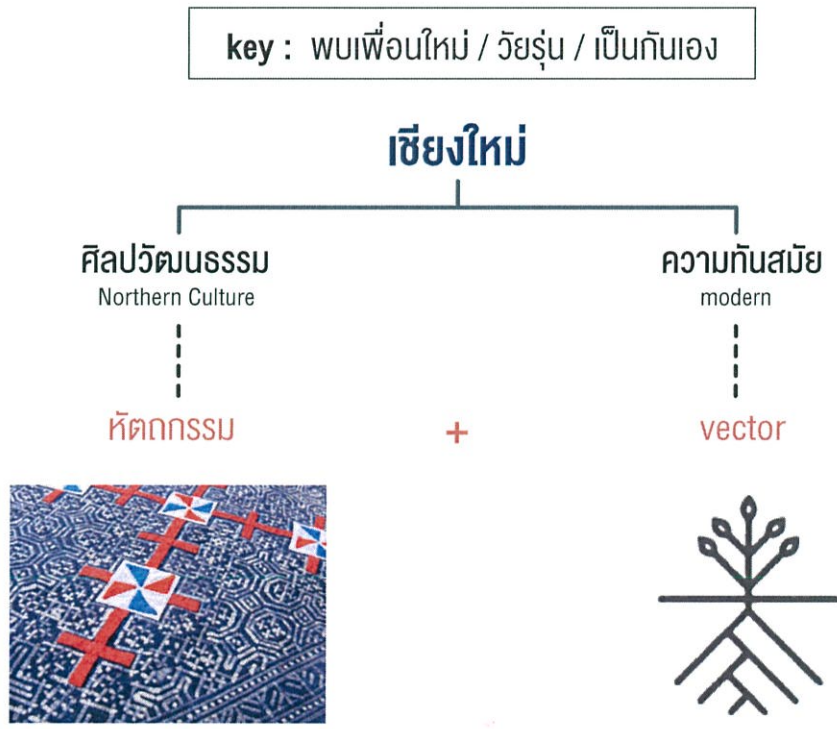 key : พบเพื่อนใหม่ / วัยรุ่น / เป็นกันเอง
เชียงใหม่
ศิลปวัฒนธรรม
Northern Culture
ความทันสมัย
modern
หัตถกรรม + vector